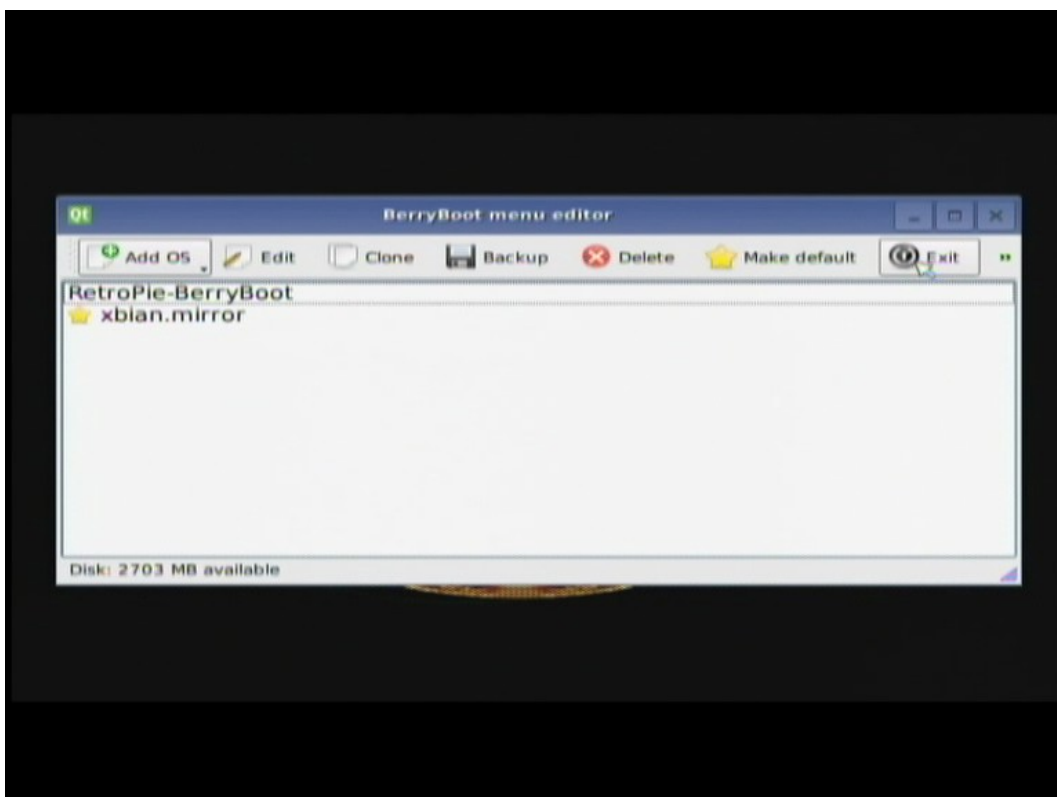 Qt BerryBoot menu editor
Add OS Edit Clone Backup Delete Make default Exit
RetroPie-BerryBoot
xbian.mirror
Disk: 2703 MB available